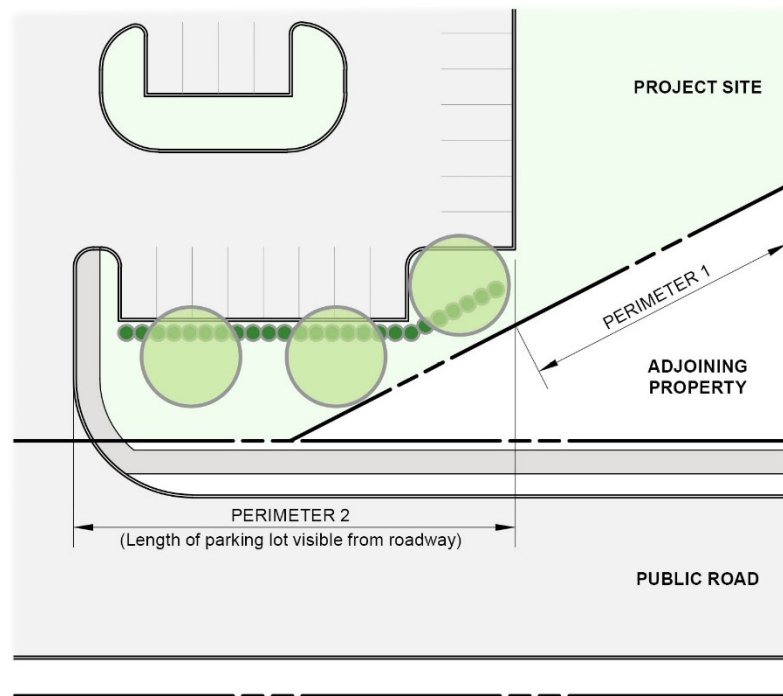 PROJECT SITE
PERIMETER 1
ADJOINING
PROPERTY
PERIMETER 2
(Length of parking lot visible from roadway)
PUBLIC ROAD